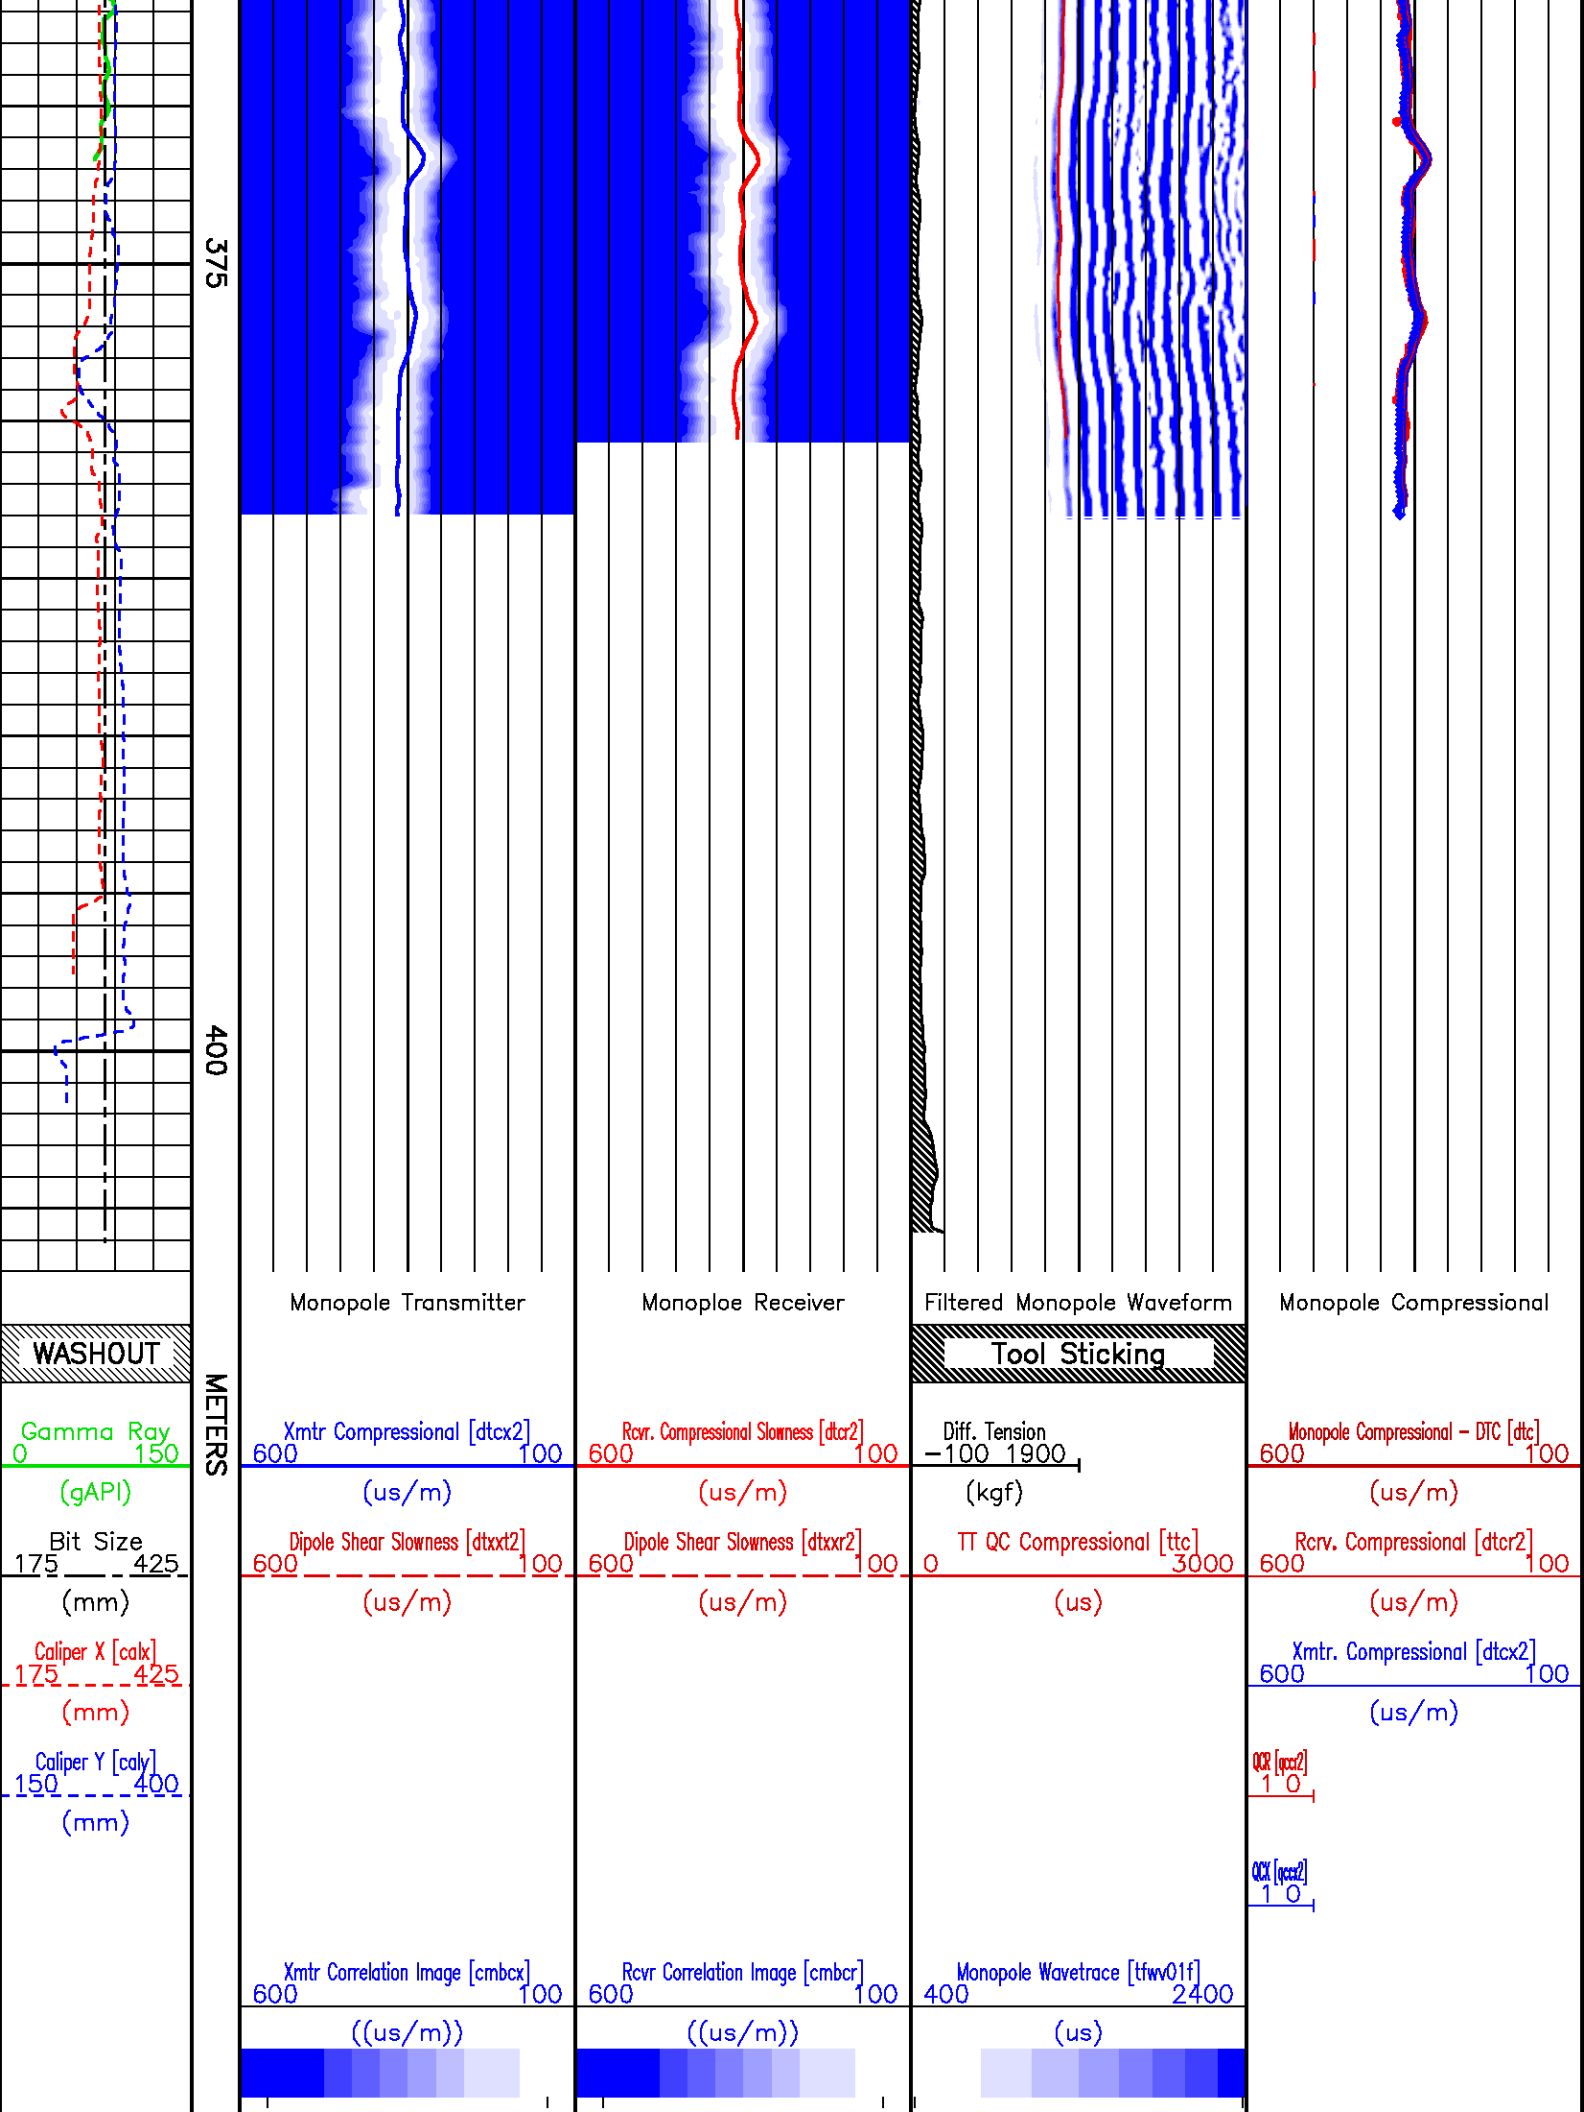 375
400
METERS
WASHOUT
Gamma Ray
0 150
(gAPI)
Bit Size
175 425
(mm)
Caliper X [calx]
175 425
(mm)
Caliper Y [caly]
150 400
(mm)
Monopole Transmitter
Xmtr Compressional [dtcx2]
600 100
(us/m)
Dipole Shear Slowness [dtxxt2]
600 100
(us/m)
Xmtr Correlation Image [cmbcx]
600 100
((us/m))
Monoploe Receiver
Rcvr. Compressional Slowness [dtcr2]
600 100
(us/m)
Dipole Shear Slowness [dtxxr2]
600 100
(us/m)
Rcvr Correlation Image [cmbcr]
600 100
((us/m))
Filtered Monopole Waveform
Tool Sticking
Diff. Tension
-100 1900
(kgf)
TT QC Compressional [ttc]
0 3000
(us)
Monopole Wavetrace [tfwv01f]
400 2400
(us)
Monopole Compressional
Monopole Compressional - DTC [dtc]
600 100
(us/m)
Rcrv. Compressional [dtcr2]
600 100
(us/m)
Xmtr. Compressional [dtcx2]
600 100
(us/m)
QCR [qccr2]
1 0
QCX [qccx2]
1 0